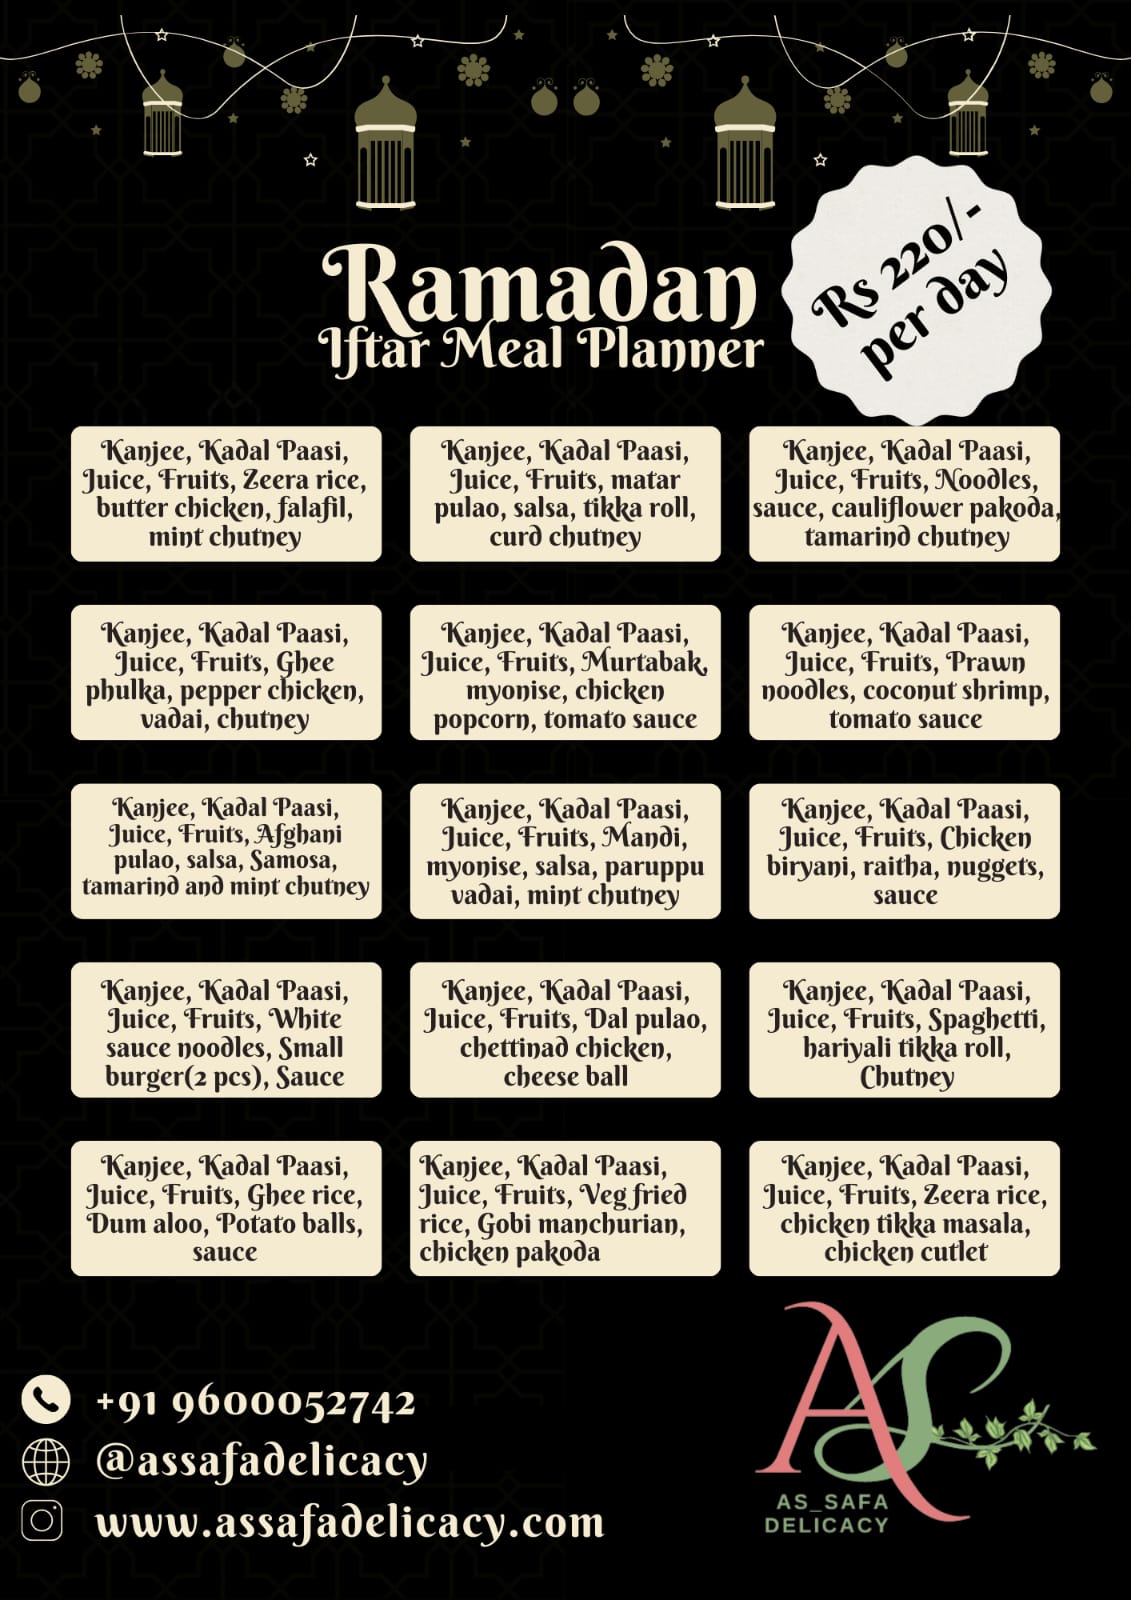 Ramadan
Iftar Meal Planner
Rs 220/-
per day
Kanjee, Kadal Paasi,
Juice, Fruits, Zeera rice,
butter chicken, falafil,
mint chutney
Kanjee, Kadal Paasi,
Juice, Fruits, matar
pulao, salsa, tikka roll,
curd chutney
Kanjee, Kadal Paasi,
Juice, Fruits, Noodles,
sauce, cauliflower pakoda,
tamarind chutney
Kanjee, Kadal Paasi,
Juice, Fruits, Ghee
phulka, pepper chicken,
vadai, chutney
Kanjee, Kadal Paasi,
Juice, Fruits, Murtabak,
myonise, chicken
popcorn, tomato sauce
Kanjee, Kadal Paasi,
Juice, Fruits, Prawn
noodles, coconut shrimp,
tomato sauce
Kanjee, Kadal Paasi,
Juice, Fruits, Afghani
pulao, salsa, Samosa,
tamarind and mint chutney
Kanjee, Kadal Paasi,
Juice, Fruits, Mandi,
myonise, salsa, paruppu
vadai, mint chutney
Kanjee, Kadal Paasi,
Juice, Fruits, Chicken
biryani, raitha, nuggets,
sauce
Kanjee, Kadal Paasi,
Juice, Fruits, White
sauce noodles, Small
burger(2 pcs), Sauce
Kanjee, Kadal Paasi,
Juice, Fruits, Dal pulao,
chettinad chicken,
cheese ball
Kanjee, Kadal Paasi,
Juice, Fruits, Spaghetti,
hariyali tikka roll,
Chutney
Kanjee, Kadal Paasi,
Juice, Fruits, Ghee rice,
Dum aloo, Potato balls,
sauce
Kanjee, Kadal Paasi,
Juice, Fruits, Veg fried
rice, Gobi manchurian,
chicken pakoda
Kanjee, Kadal Paasi,
Juice, Fruits, Zeera rice,
chicken tikka masala,
chicken cutlet
+91 9600052742
@assafadelicacy
www.assafadelicacy.com
AS
AS_SAFA
DELICACY